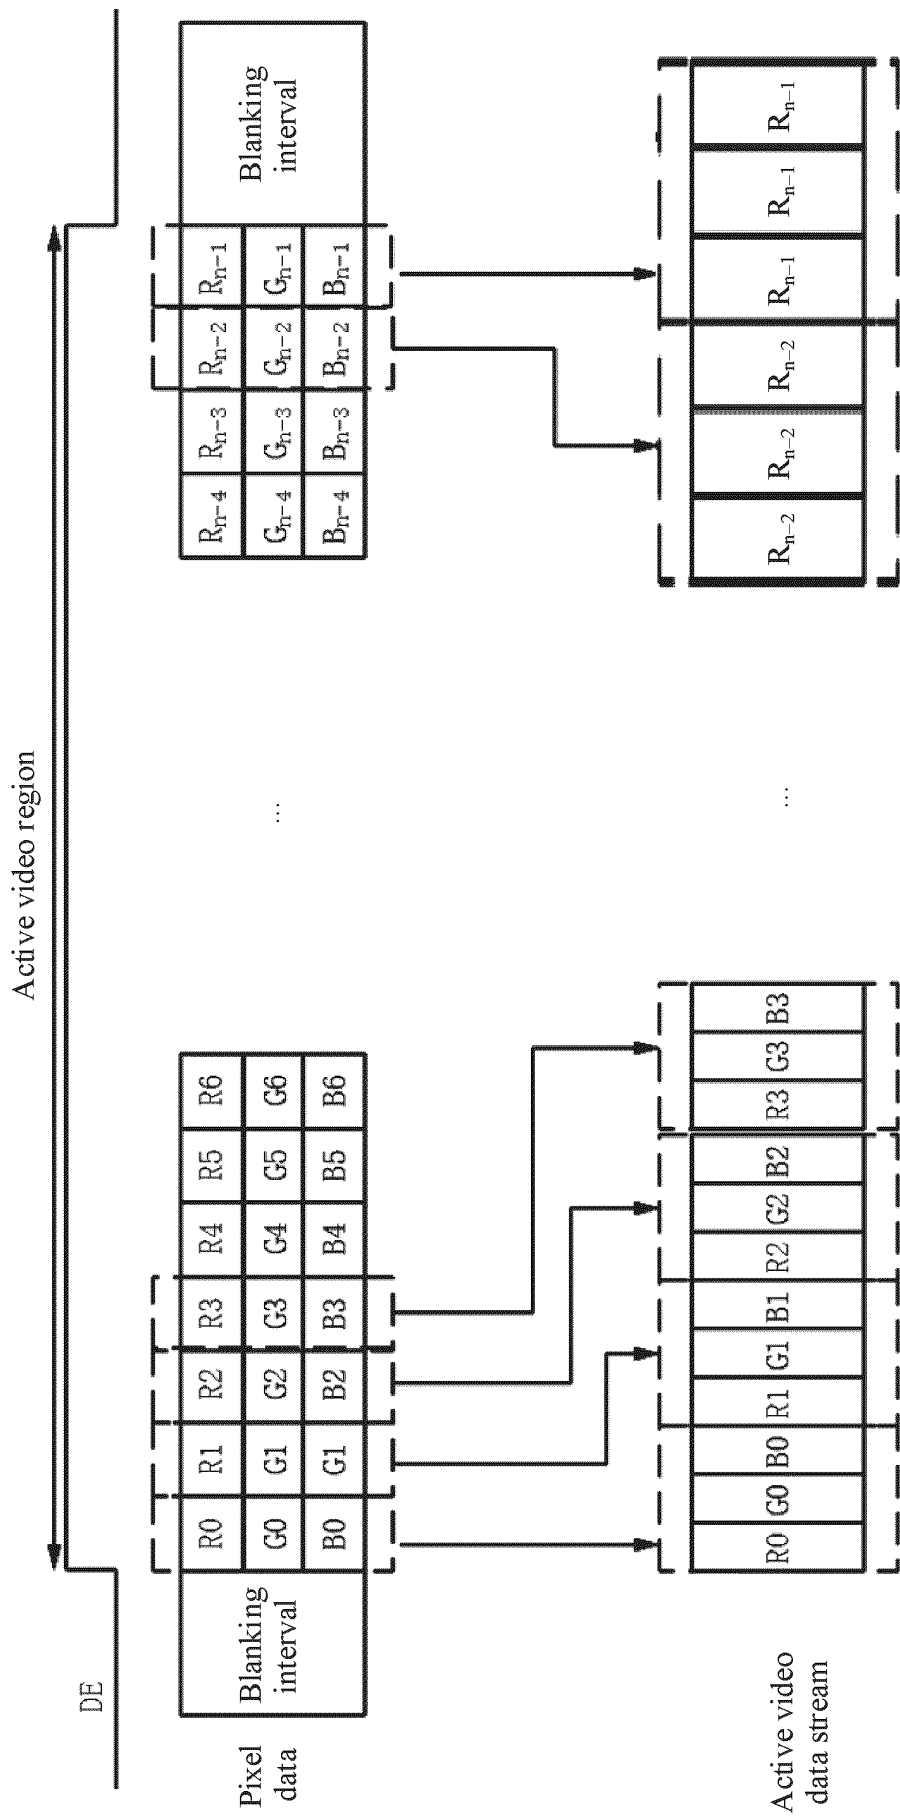 Active video region
DE
Pixel
data
Blanking
interval
R0 R1 R2 R3 R4 R5 R6 ... Rn-4 Rn-3 Rn-2 Rn-1
G0 G1 G2 G3 G4 G5 G6 Gn-4 Gn-3 Gn-2 Gn-1
B0 G1 B2 B3 B4 B5 B6 Bn-4 Bn-3 Bn-2 Bn-1
Blanking
interval
Active video
data stream
R0 G0 B0 R1 G1 B1 R2 G2 B2 R3 G3 B3 ... Rn-2 Rn-2 Rn-2 Rn-1 Rn-1 Rn-1